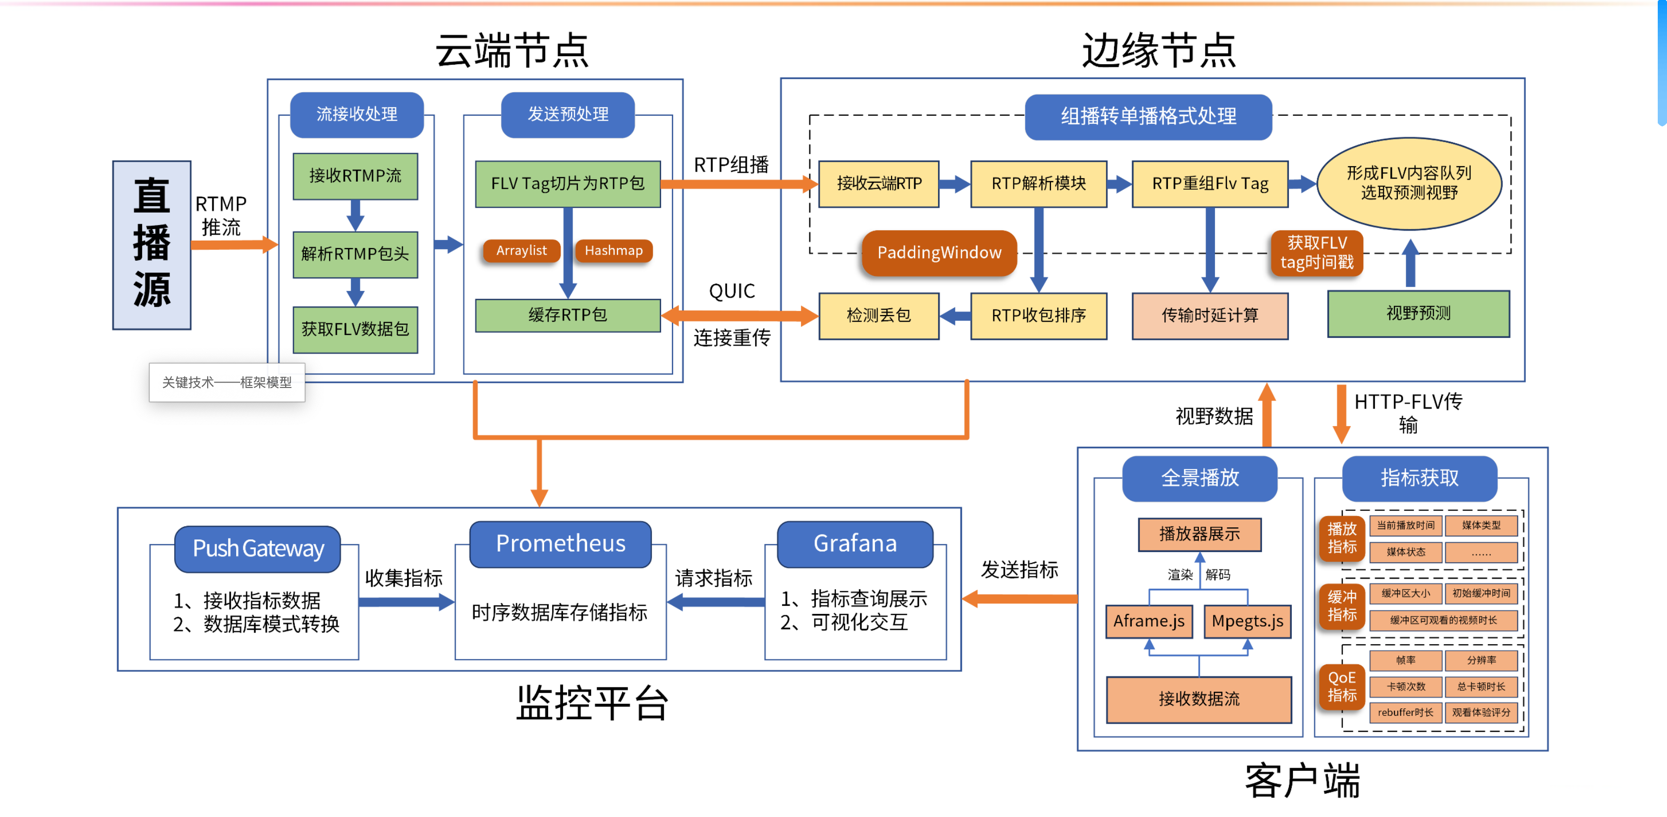 云端节点
边缘节点
直
播
源
RTMP
推流
流接收处理
接收RTMP流
解析RTMP包头
获取FLV数据包
发送预处理
FLV Tag切片为RTP包
Arraylist
Hashmap
缓存RTP包
关键技术——框架模型
RTP组播
QUIC
连接重传
组播转单播格式处理
接收云端RTP
RTP解析模块
RTP重组Flv Tag
形成FLV内容队列
选取预测视野
PaddingWindow
获取FLV
tag时间戳
检测丢包
RTP收包排序
传输时延计算
视野预测
视野数据
HTTP-FLV传
输
Push Gateway
1、接收指标数据
2、数据库模式转换
收集指标
Prometheus
时序数据库存储指标
请求指标
Grafana
1、指标查询展示
2、可视化交互
监控平台
发送指标
全景播放
播放器展示
渲染
解码
Aframe.js
Mpegts.js
接收数据流
指标获取
播放
指标
当前播放时间
媒体类型
媒体状态
......
缓冲
指标
缓冲区大小
初始缓冲时间
缓冲区可观看的视频时长
QoE
指标
帧率
分辨率
卡顿次数
总卡顿时长
rebuffer时长
观看体验评分
客户端